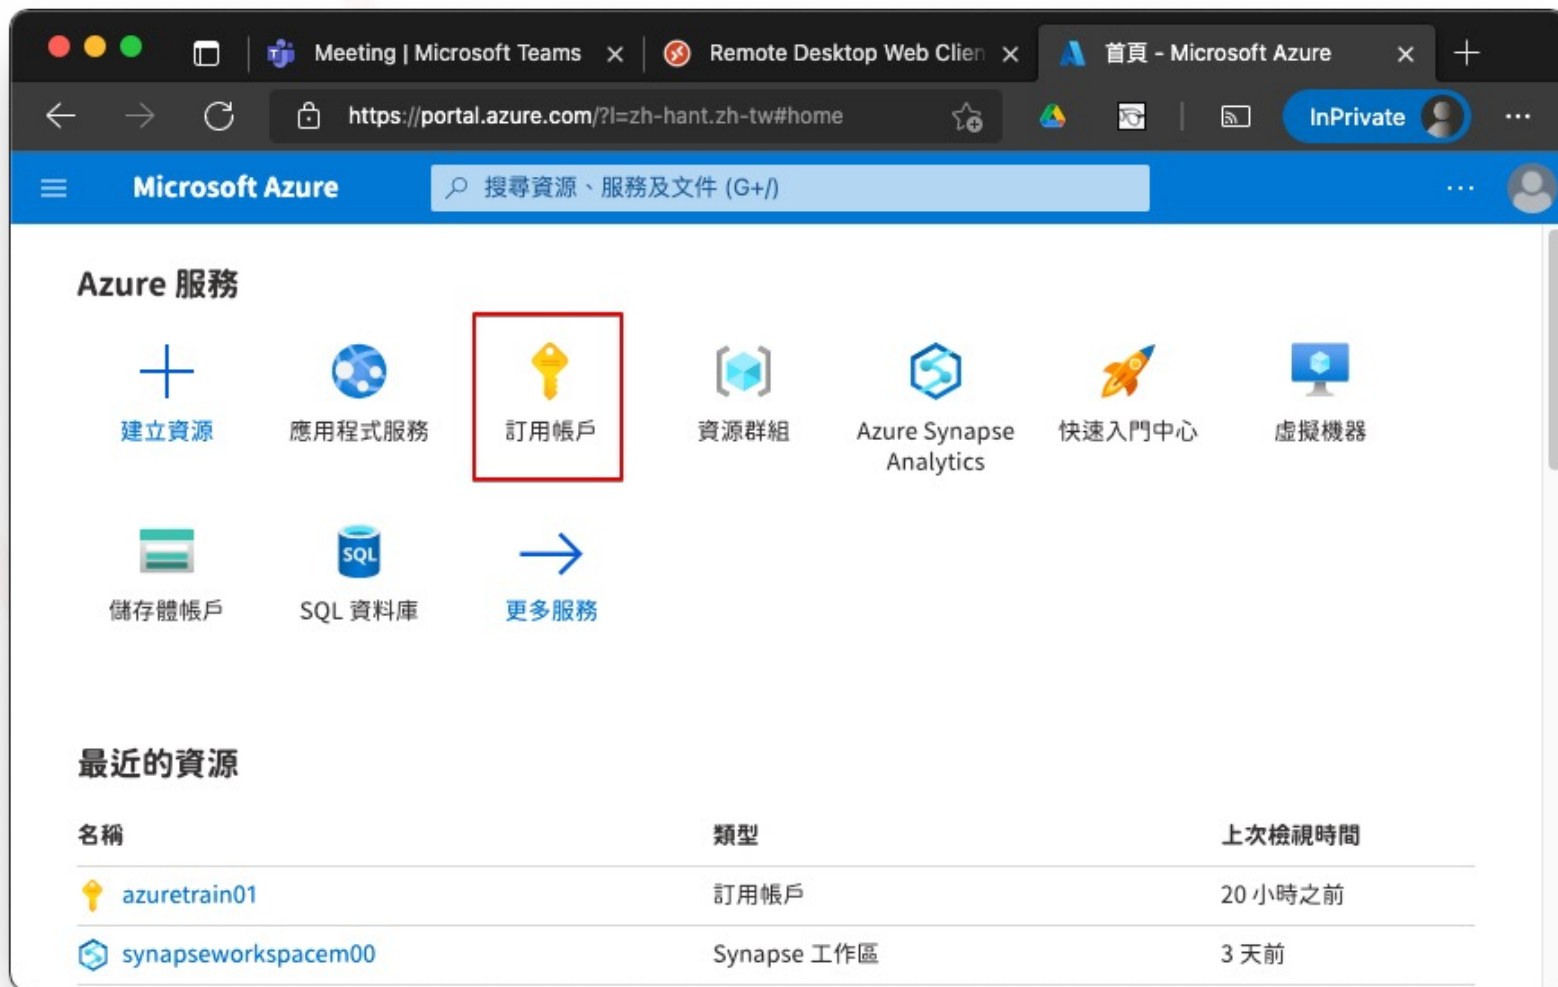 Meeting | Microsoft Teams
Remote Desktop Web Clien
首頁 - Microsoft Azure
https://portal.azure.com/?l=zh-hant.zh-tw#home
InPrivate
Microsoft Azure
搜尋資源、服務及文件 (G+/)
Azure 服務
建立資源
應用程式服務
訂用帳戶
資源群組
Azure Synapse
Analytics
快速入門中心
虛擬機器
儲存體帳戶
SQL
SQL 資料庫
更多服務
最近的資源
名稱 類型 上次檢視時間
azuretrain01 訂用帳戶 20 小時之前
synapseworkspacem00 Synapse 工作區 3 天前